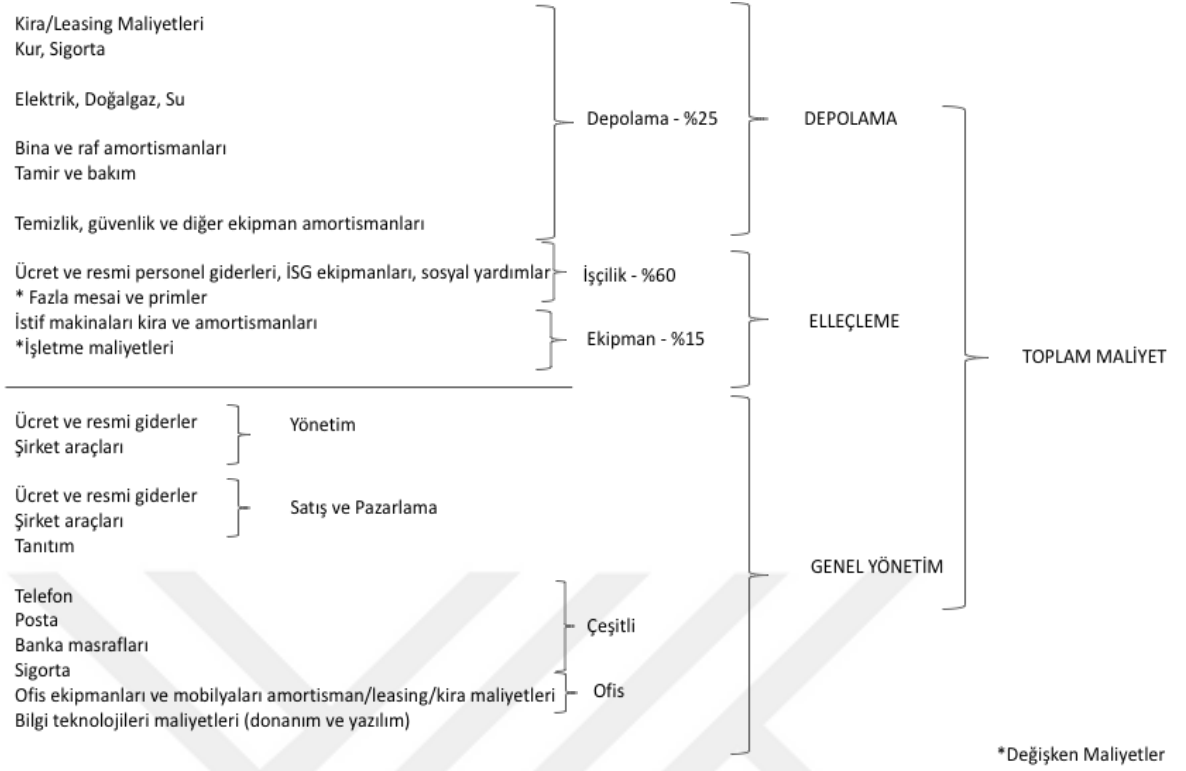 Kira/Leasing Maliyetleri
Kur, Sigorta
Elektrik, Doğalgaz, Su
Bina ve raf amortismanları
Tamir ve bakım
Temizlik, güvenlik ve diğer ekipman amortismanları
Depolama - %25
DEPOLAMA
Ücret ve resmi personel giderleri, İSG ekipmanları, sosyal yardımlar
* Fazla mesai ve primler
İşçilik - %60
İstif makinaları kira ve amortismanları
*İşletme maliyetleri
Ekipman - %15
ELLEÇLEME
TOPLAM MALİYET
Ücret ve resmi giderler
Şirket araçları
Yönetim
Ücret ve resmi giderler
Şirket araçları
Tanıtım
Satış ve Pazarlama
GENEL YÖNETİM
Telefon
Posta
Banka masrafları
Sigorta
Çeşitli
Ofis ekipmanları ve mobilyaları amortisman/leasing/kira maliyetleri
Bilgi teknolojileri maliyetleri (donanım ve yazılım)
Ofis
*Değişken Maliyetler